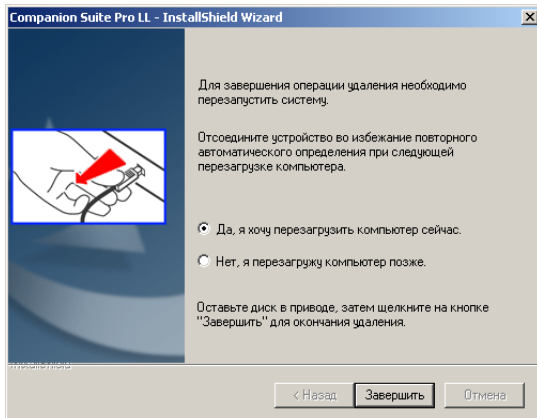 Companion Suite Pro LL - InstallShield Wizard
Для завершения операции удаления необходимо
перезапустить систему.
Отсоедините устройство во избежание повторного
автоматического определения при следующей
перезагрузке компьютера.
Да, я хочу перезагрузить компьютер сейчас.
Нет, я перегружу компьютер позже.
Оставьте диск в приводе, затем щелкните на кнопке
"Завершить" для окончания удаления.
InstallShield
< Назад
Завершить
Отмена